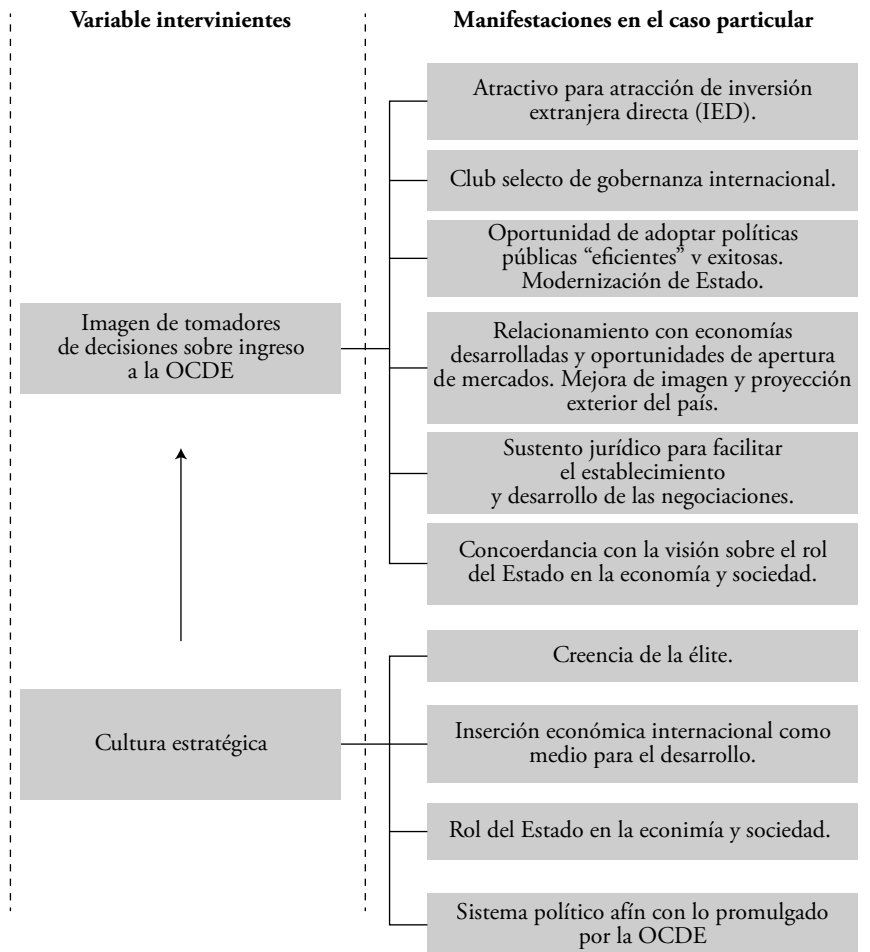 Variable intervinientes
Manifestaciones en el caso particular
Atractivo para atracción de inversión
extranjera directa (IED).
Club selecto de gobernanza internacional.
Oportunidad de adoptar políticas
públicas “eficientes” v exitosas.
Modernización de Estado.
Imagen de tomadores
de decisiones sobre ingreso
a la OCDE
Relacionamiento con economías
desarrolladas y oportunidades de apertura
de mercados. Mejora de imagen y proyección
exterior del país.
Sustento jurídico para facilitar
el establecimiento
y desarrollo de las negociaciones.
Concoerdancia con la visión sobre el rol
del Estado en la economía y sociedad.
Creencia de la élite.
Cultura estratégica
Inserción económica internacional como
medio para el desarrollo.
Rol del Estado en la econimía y sociedad.
Sistema político afín con lo promulgado
por la OCDE